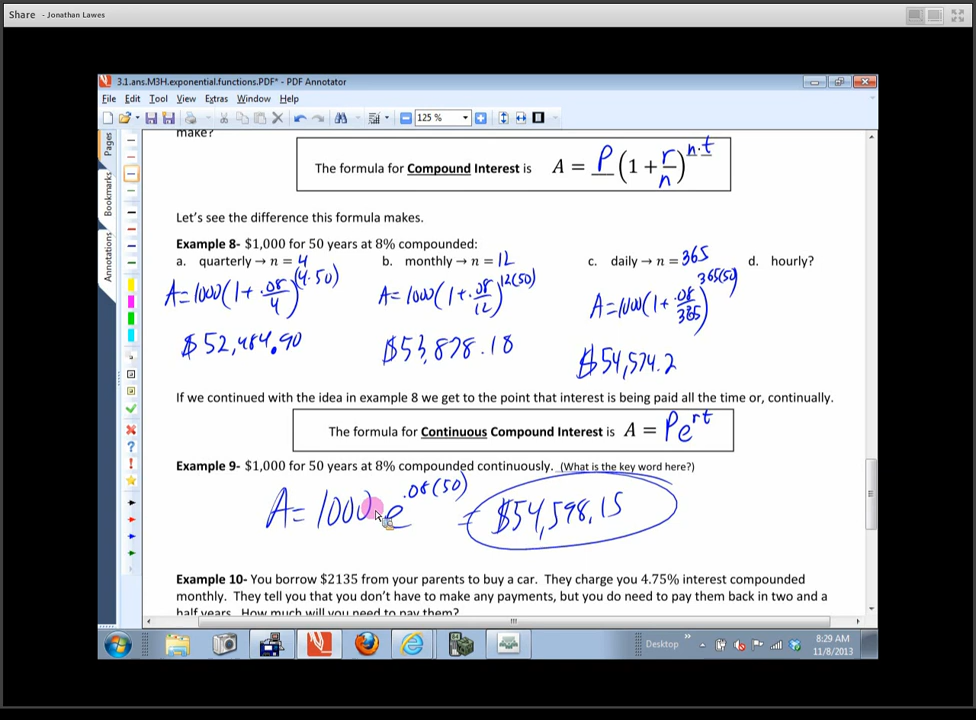 Share - Jonathan Lawes
3.1.ans.M3H.exponential.functions.PDF* - PDF Annotator
File Edit Tool View Extras Window Help
125 %
Pages
Bookmarks
Annotations
make?
The formula for Compound Interest is A = P(1 + r/n)^n·t
Let's see the difference this formula makes.
Example 8- $1,000 for 50 years at 8% compounded:
a. quarterly → n = 4 b. monthly → n = 12 c. daily → n = 365 d. hourly?
A=1000(1+.08/4)^(4·50) A=1000(1+.08/12)^12(50) A=1000(1+.08/365)^365(50)
$52,484.90 $53,878.18 $54,574.2
If we continued with the idea in example 8 we get to the point that interest is being paid all the time or, continually.
The formula for Continuous Compound Interest is A = Pe^rt
Example 9- $1,000 for 50 years at 8% compounded continuously. (What is the key word here?)
A=1000e^.08(50) = $54,598.15
Example 10- You borrow $2135 from your parents to buy a car. They charge you 4.75% interest compounded
monthly. They tell you that you don't have to make any payments, but you do need to pay them back in two and a
half years. How much will you need to pay them?
Desktop
8:29 AM
11/8/2013